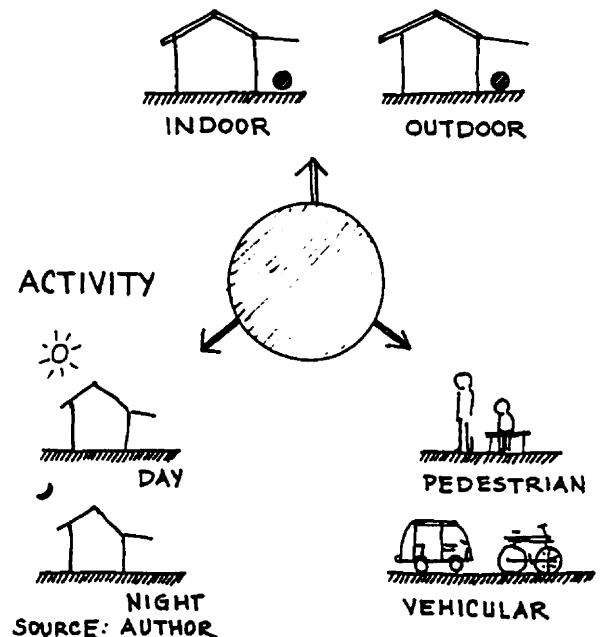 INDOOR
OUTDOOR
ACTIVITY
DAY
PEDESTRIAN
NIGHT
VEHICULAR
SOURCE: AUTHOR